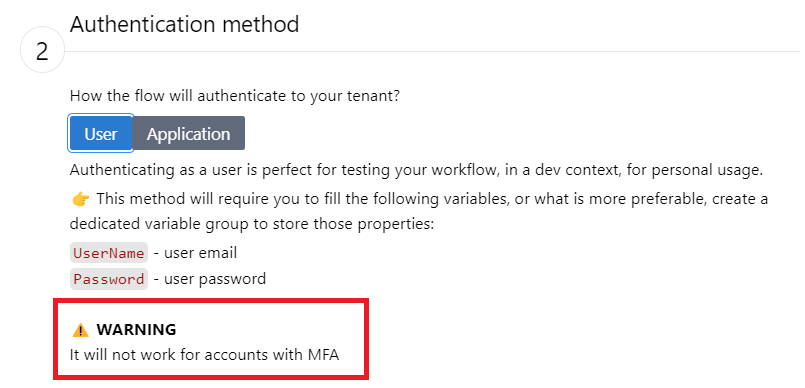 Authentication method
2
How the flow will authenticate to your tenant?
User Application
Authenticating as a user is perfect for testing your workflow, in a dev context, for personal usage.
👉 This method will require you to fill the following variables, or what is more preferable, create a
dedicated variable group to store those properties:
UserName - user email
Password - user password
⚠ WARNING
It will not work for accounts with MFA